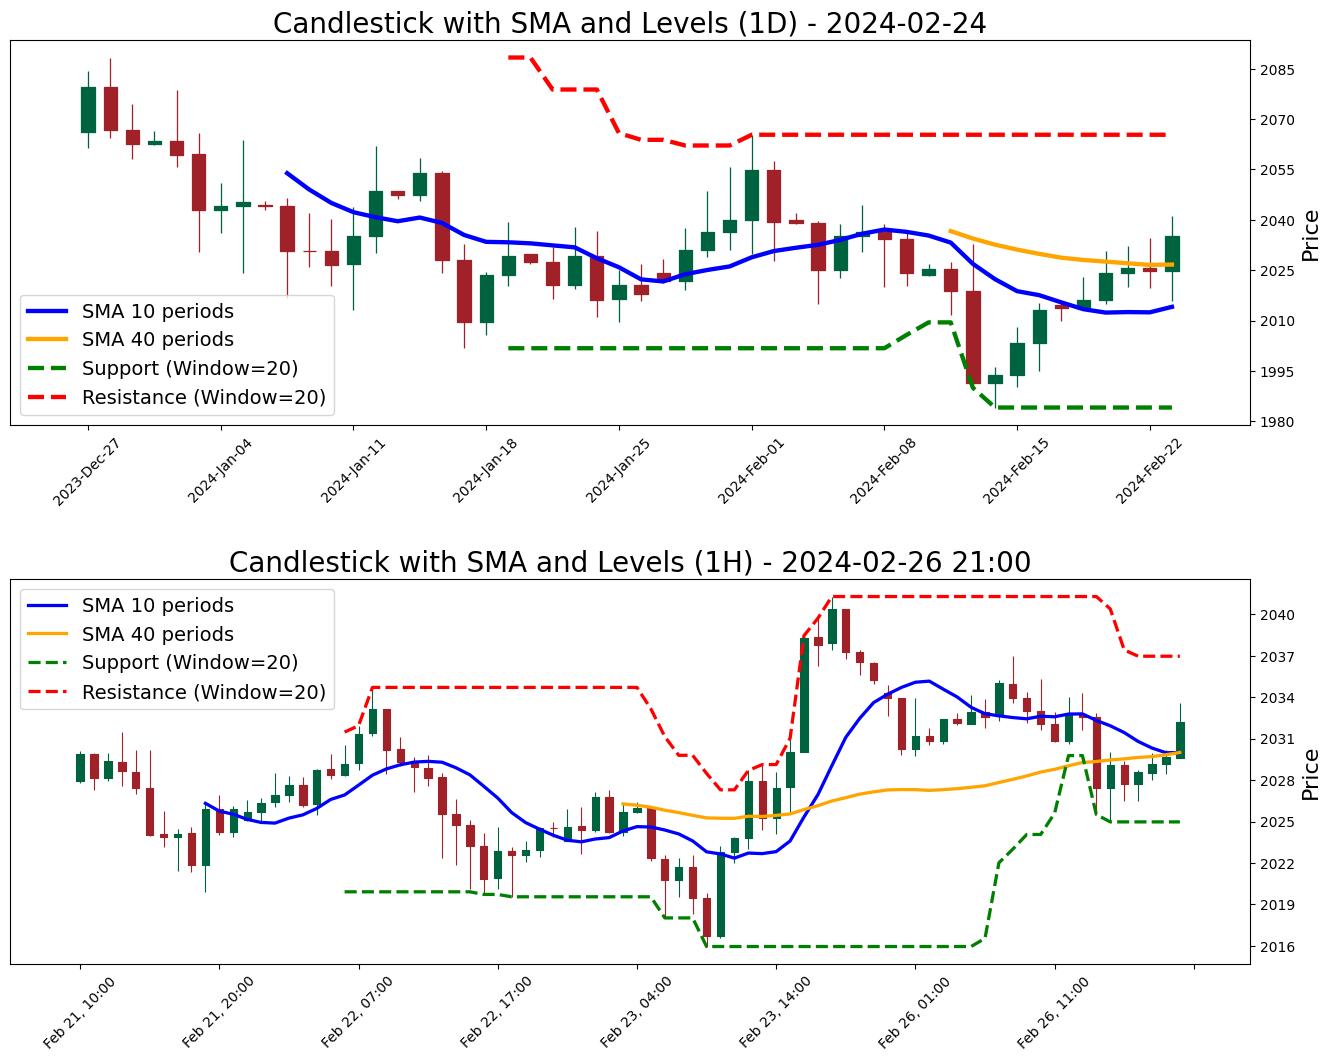 Candlestick with SMA and Levels (1D) - 2024-02-24
2085
2070
2055
2040
2025
2010
1995
1980
Price
SMA 10 periods
SMA 40 periods
Support (Window=20)
Resistance (Window=20)
2023-Dec-27
2024-Jan-04
2024-Jan-11
2024-Jan-18
2024-Jan-25
2024-Feb-01
2024-Feb-08
2024-Feb-15
2024-Feb-22
Candlestick with SMA and Levels (1H) - 2024-02-26 21:00
SMA 10 periods
SMA 40 periods
Support (Window=20)
Resistance (Window=20)
2040
2037
2034
2031
2028
2025
2022
2019
2016
Price
Feb 21, 10:00
Feb 21, 20:00
Feb 22, 07:00
Feb 22, 17:00
Feb 23, 04:00
Feb 23, 14:00
Feb 26, 01:00
Feb 26, 11:00